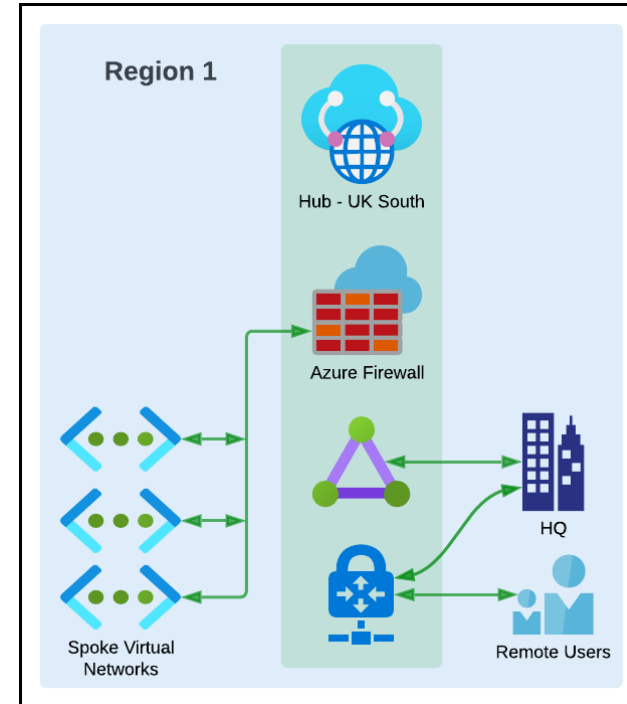 Region 1
Hub - UK South
Azure Firewall
HQ
Spoke Virtual
Networks
Remote Users